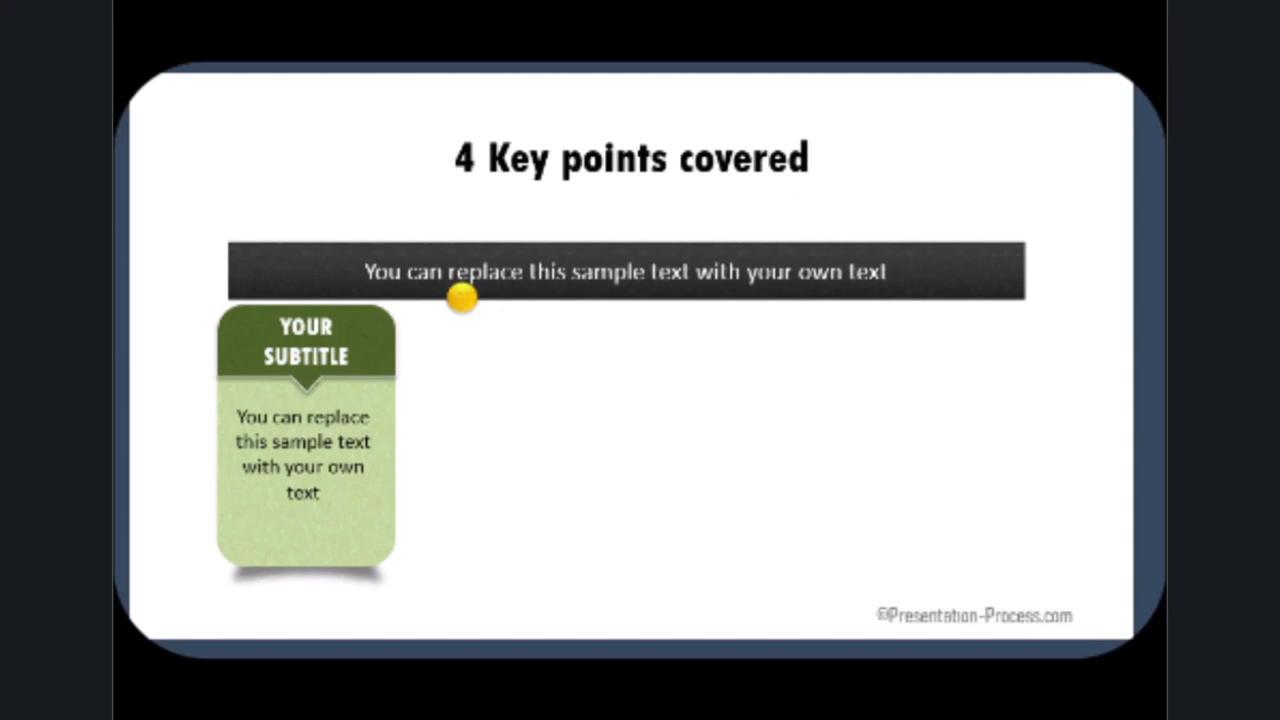 4 Key points covered
You can replace this sample text with your own text
YOUR
SUBTITLE
You can replace
this sample text
with your own
text
©Presentation-Process.com